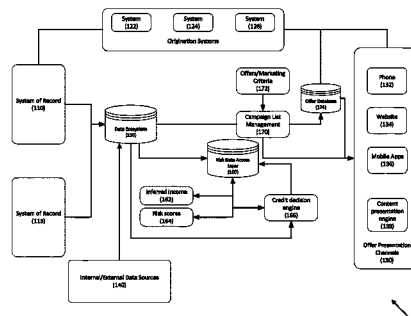 System
(122)
System
(124)
System
(126)
Origination Systems
System of Record
(110)
Offers/Marketing
Criteria
(172)
Offer Database
(174)
Phone
(132)
Website
(134)
Data Ecosystem
(150)
Campaign List
Management
(170)
Mobile Apps
(136)
Risk Data Access
Layer
(160)
System of Record
(115)
Inferred Income
(162)
Risk scores
(164)
Credit decision
engine
(166)
Content
presentation
engine
(138)
Offer Presentation
Channels
(130)
Internal/External Data Sources
(140)